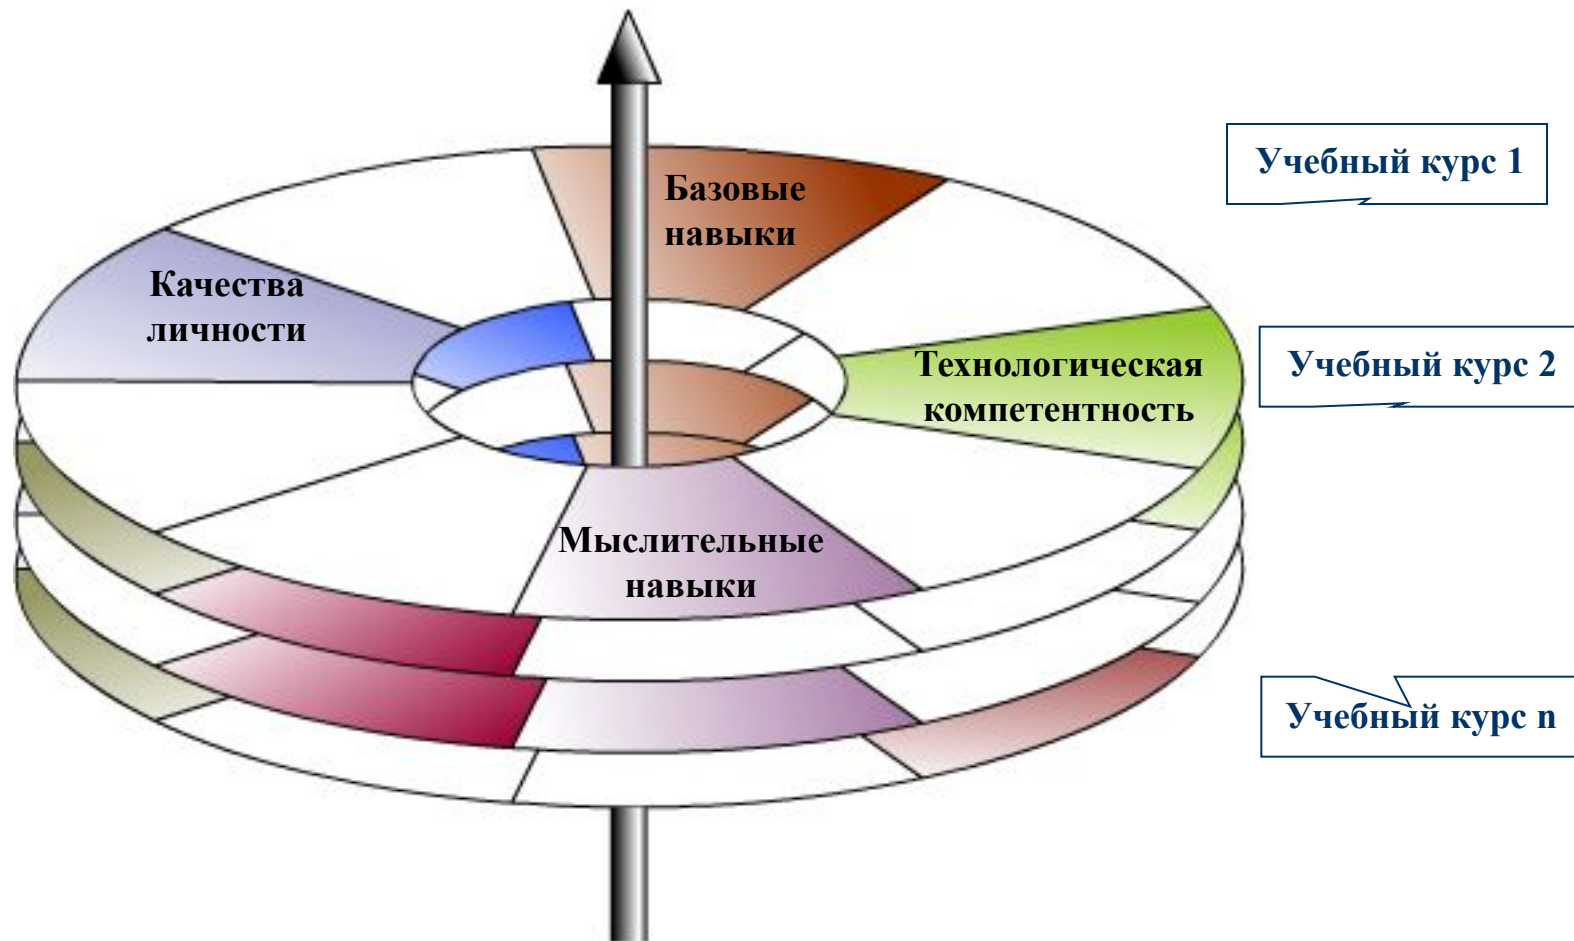 Учебный курс 1
Базовые
навыки
Качества
личности
Технологическая
компетентность
Учебный курс 2
Мыслительные
навыки
Учебный курс n